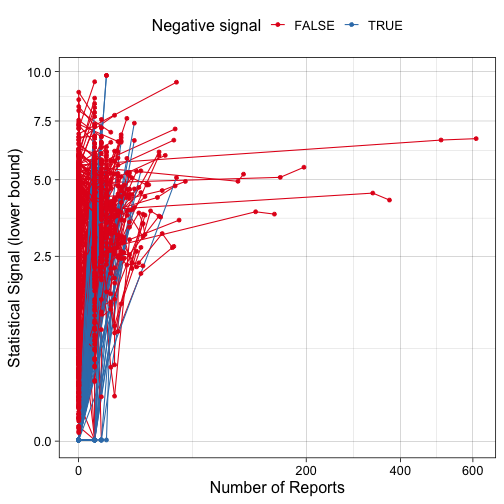 Negative signal FALSE TRUE
Statistical Signal (lower bound)
10.0
7.5
5.0
2.5
0.0
0 200 400 600
Number of Reports